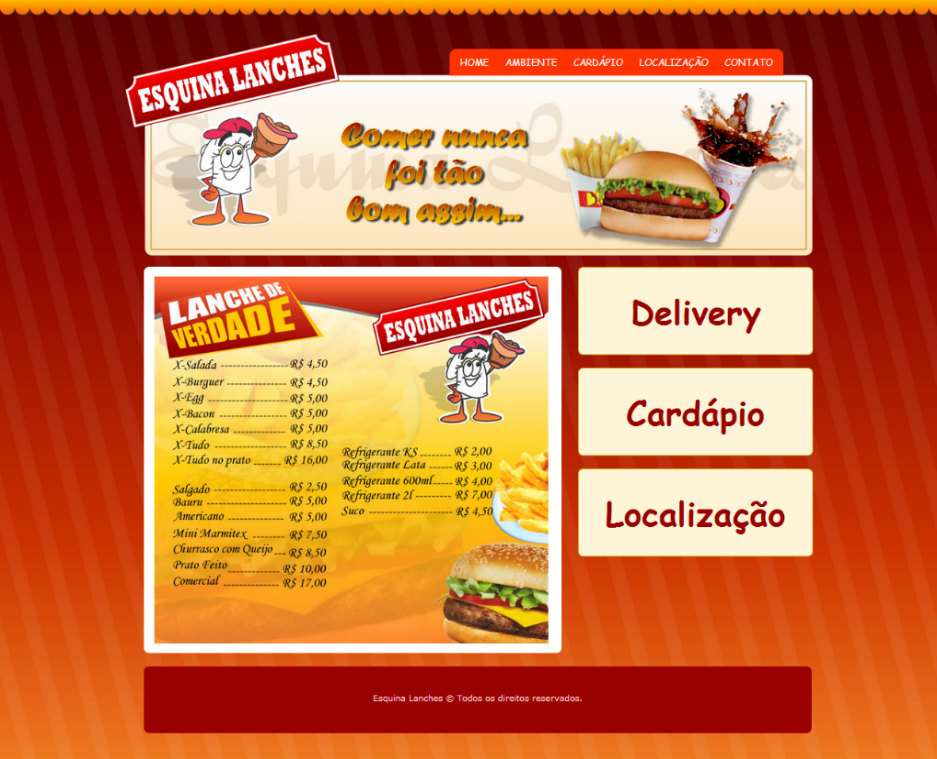 ESQUINA LANCHES
HOME AMBIENTE CARDÁPIO LOCALIZAÇÃO CONTATO
Comer nunca
foi tão
bom assim...
LANCHE DE
VERDADE
ESQUINA LANCHES
X-Salada ------------------ R$ 4,50
X-Burguer ---------------- R$ 4,50
X-Egg --------------------- R$ 5,00
X-Bacon ------------------ R$ 5,00
X-Calabresa -------------- R$ 5,00
X-Tudo ------------------- R$ 8,50
X-Tudo no prato _______ R$ 16,00
Salgado ------------------- R$ 2,50
Bauru --------------------- R$ 5,00
Americano --------------- R$ 5,00
Mini Marmitex --------- R$ 7,50
Churrasco com Queijo --- R$ 8,50
Prato Feito -------------- R$ 10,00
Comercial --------------- R$ 17,00
Refrigerante KS -------- R$ 2,00
Refrigerante Lata ------ R$ 3,00
Refrigerante 600ml----- R$ 4,00
Refrigerante 2l ---------- R$ 7,00
Suco ---------------------- R$ 4,50
Delivery
Cardápio
Localização
Esquina Lanches © Todos os direitos reservados.